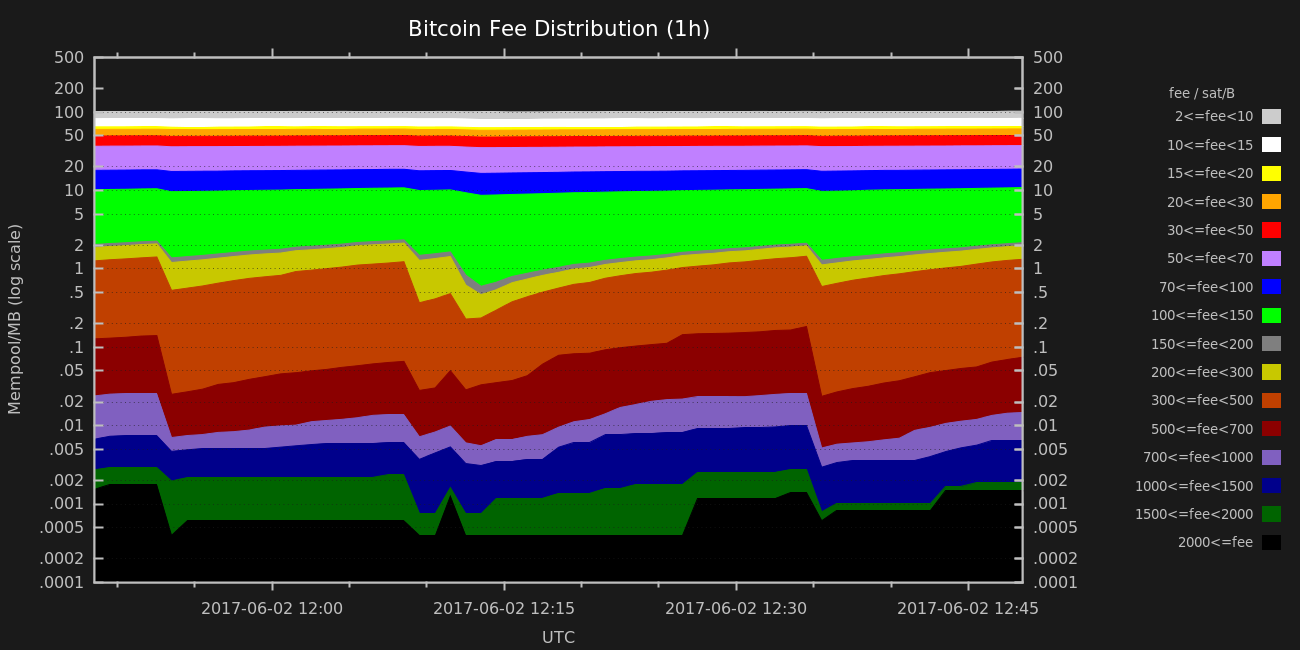 Bitcoin Fee Distribution (1h)
500
200
100
50
20
10
5
2
1
.5
.2
.1
.05
.02
.01
.005
.002
.001
.0005
.0002
.0001
Mempool/MB (log scale)
500
200
100
50
20
10
5
2
1
.5
.2
.1
.05
.02
.01
.005
.002
.001
.0005
.0002
.0001
2017-06-02 12:00
2017-06-02 12:15
2017-06-02 12:30
2017-06-02 12:45
UTC
fee / sat/B
2<=fee<10
10<=fee<15
15<=fee<20
20<=fee<30
30<=fee<50
50<=fee<70
70<=fee<100
100<=fee<150
150<=fee<200
200<=fee<300
300<=fee<500
500<=fee<700
700<=fee<1000
1000<=fee<1500
1500<=fee<2000
2000<=fee